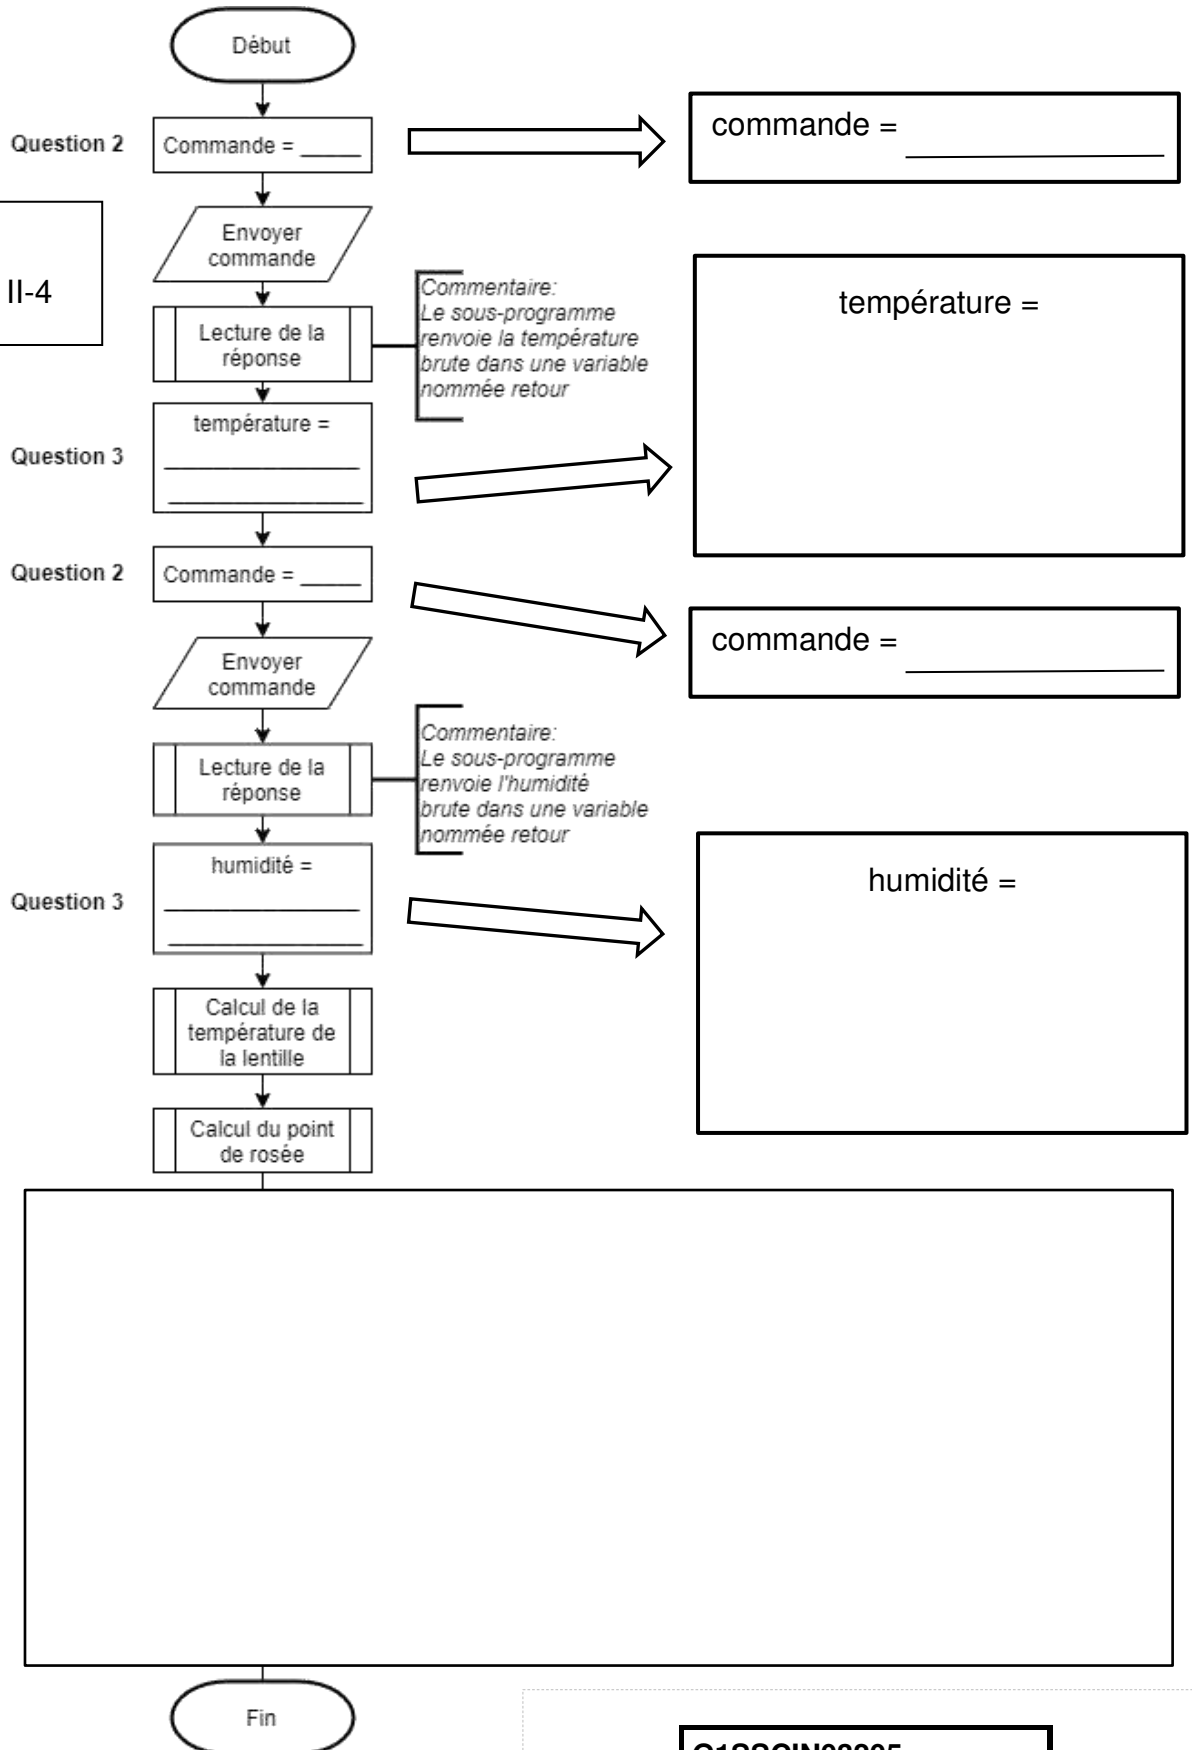 Début
Question 2
Commande = _____
commande = _______________
Envoyer
commande
II-4
Lecture de la
réponse
Commentaire:
Le sous-programme
renvoie la température
brute dans une variable
nommée retour
température =
Question 3
température =
Question 2
Commande = _____
commande = _______________
Envoyer
commande
Lecture de la
réponse
Commentaire:
Le sous-programme
renvoie l'humidité
brute dans une variable
nommée retour
humidité =
Question 3
humidité =
Calcul de la
température de
la lentille
Calcul du point
de rosée
Fin